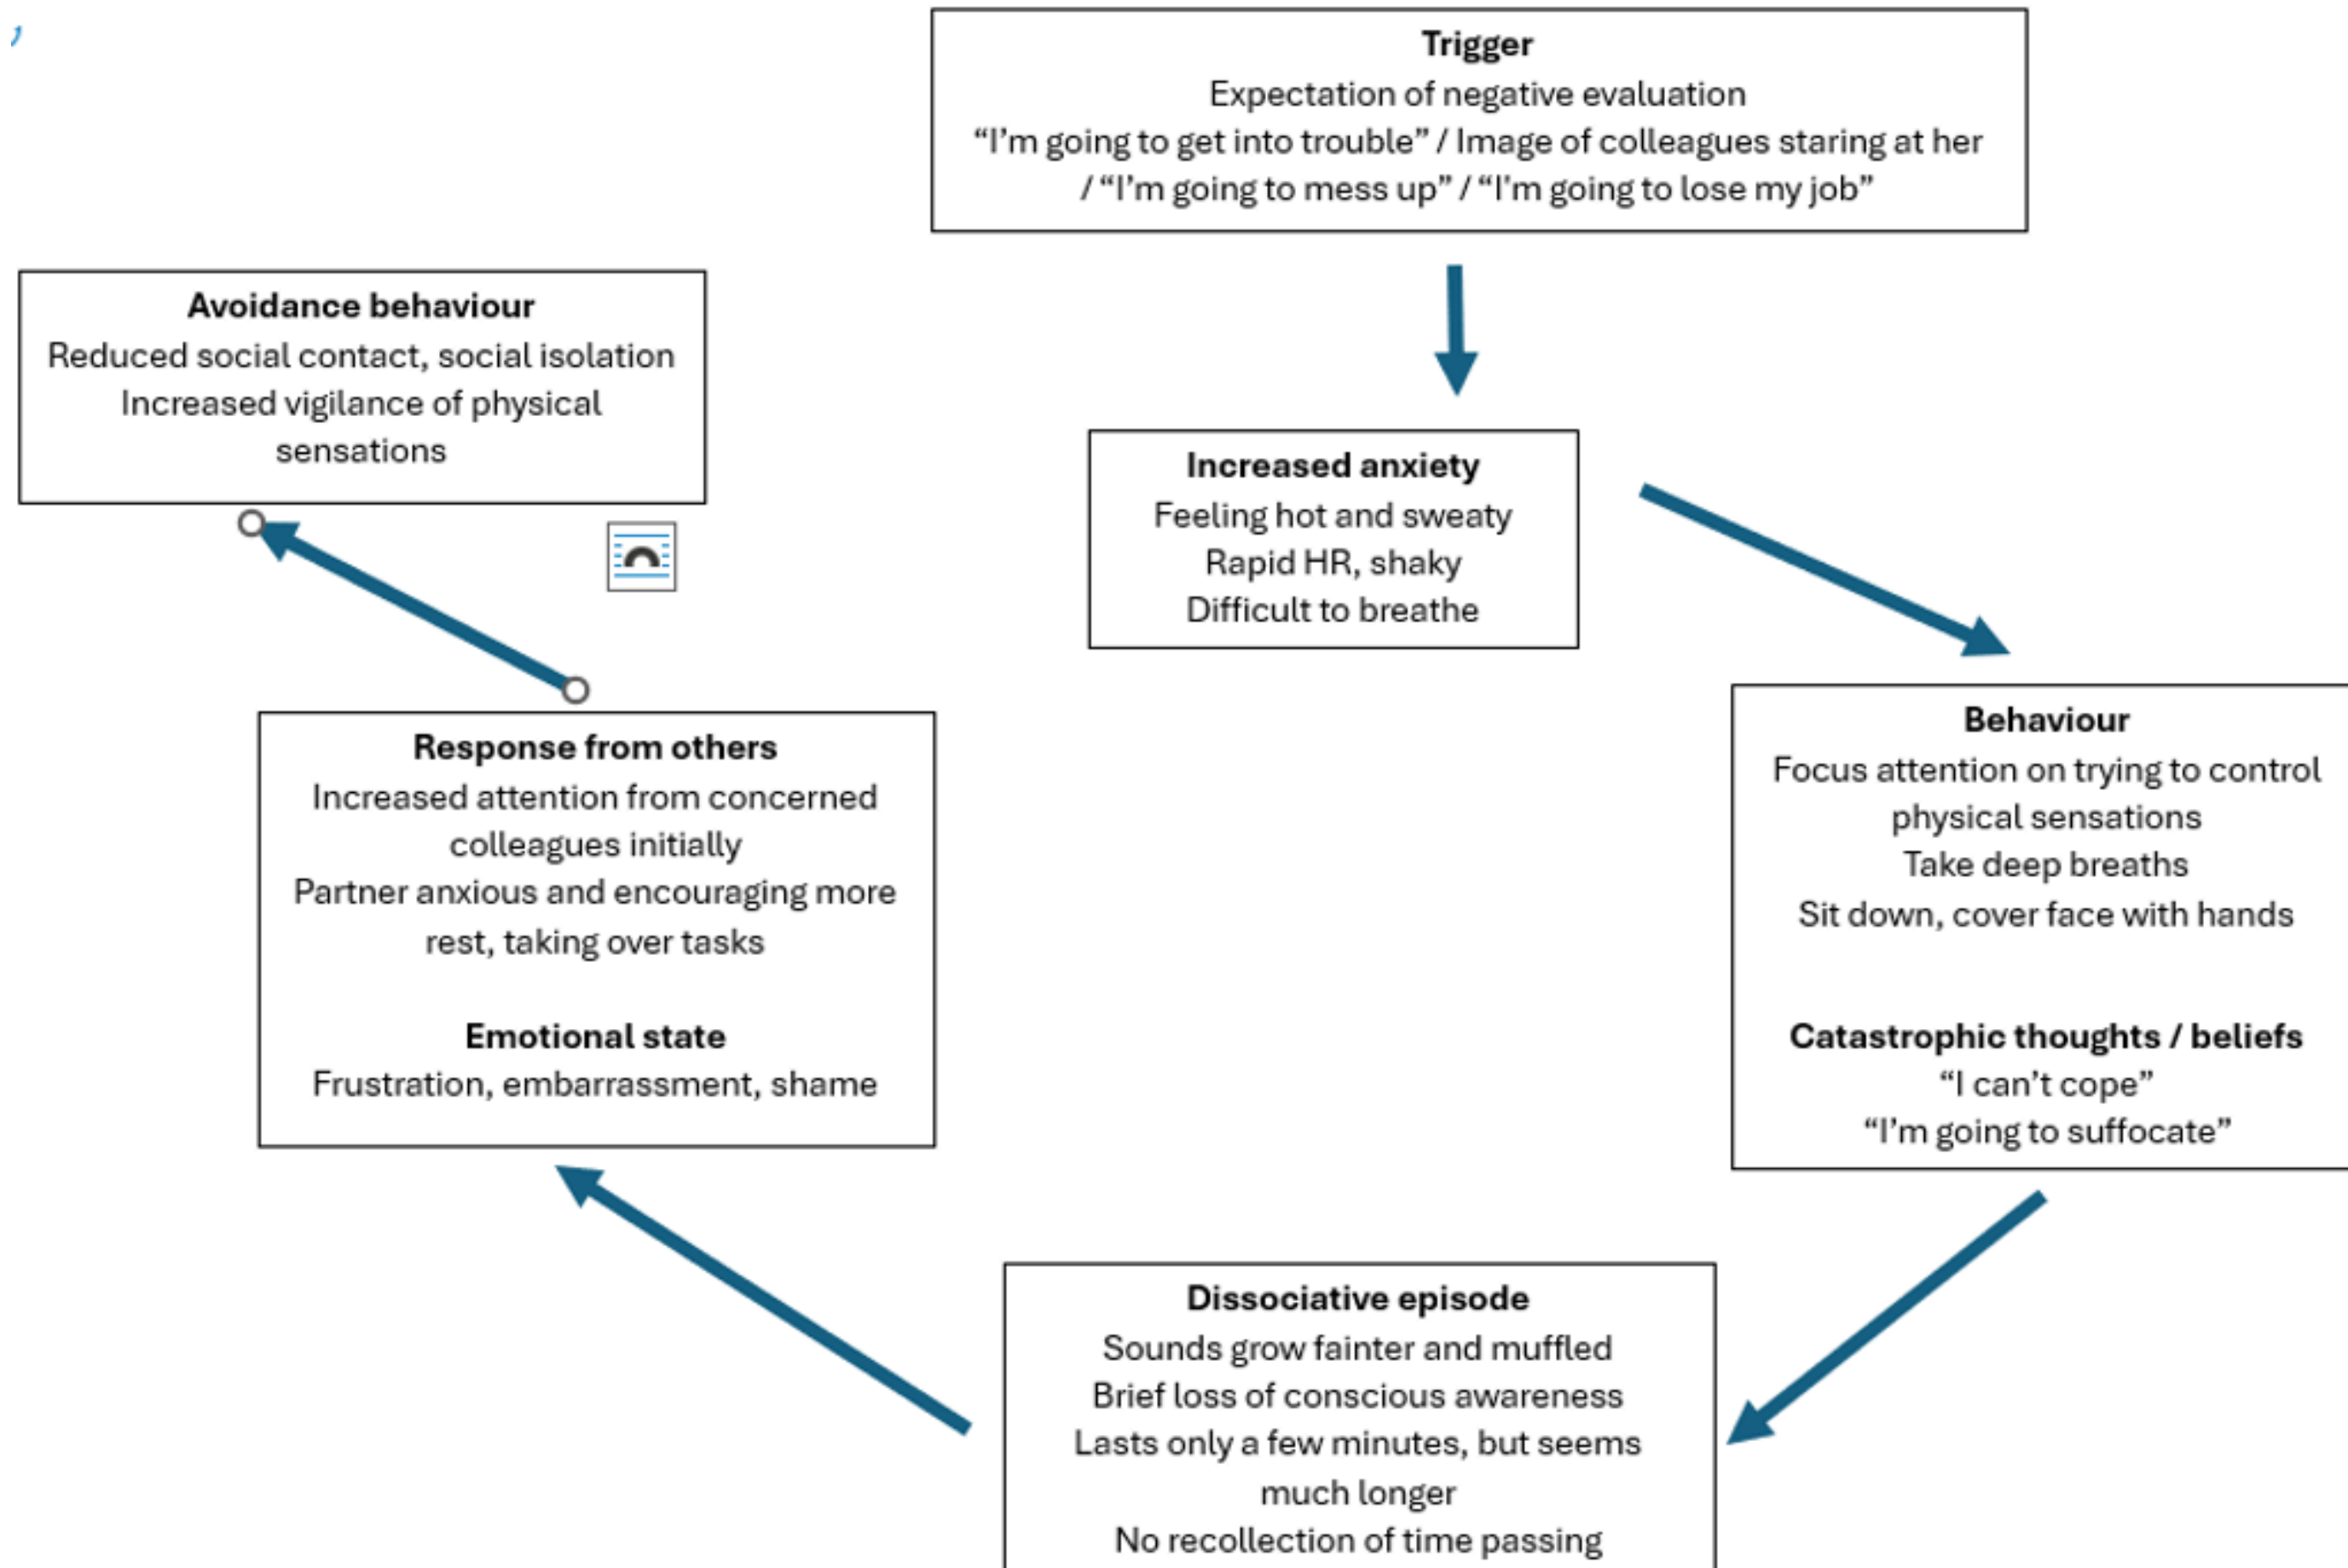 Trigger
Expectation of negative evaluation
“I’m going to get into trouble” / Image of colleagues staring at her
/ “I’m going to mess up” / “I’m going to lose my job”
Increased anxiety
Feeling hot and sweaty
Rapid HR, shaky
Difficult to breathe
Behaviour
Focus attention on trying to control
physical sensations
Take deep breaths
Sit down, cover face with hands
Catastrophic thoughts / beliefs
“I can’t cope”
“I’m going to suffocate”
Dissociative episode
Sounds grow fainter and muffled
Brief loss of conscious awareness
Lasts only a few minutes, but seems
much longer
No recollection of time passing
Response from others
Increased attention from concerned
colleagues initially
Partner anxious and encouraging more
rest, taking over tasks
Emotional state
Frustration, embarrassment, shame
Avoidance behaviour
Reduced social contact, social isolation
Increased vigilance of physical
sensations